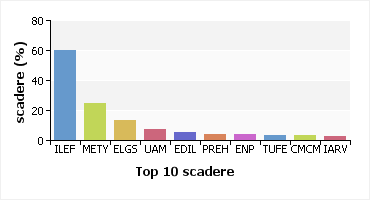 80
60
40
20
0
scadere (%)
ILEF METY ELGS UAM EDIL PREH ENP TUFE CMCM IARV
Top 10 scadere